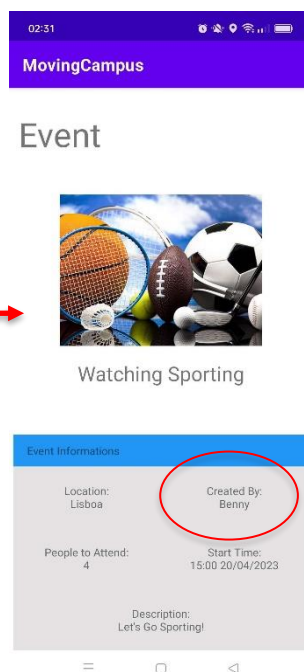 02:31
MovingCampus
Event
Watching Sporting
Event Informations
Location:
Lisboa
Created By:
Benny
People to Attend:
4
Start Time:
15:00 20/04/2023
Description:
Let's Go Sporting!